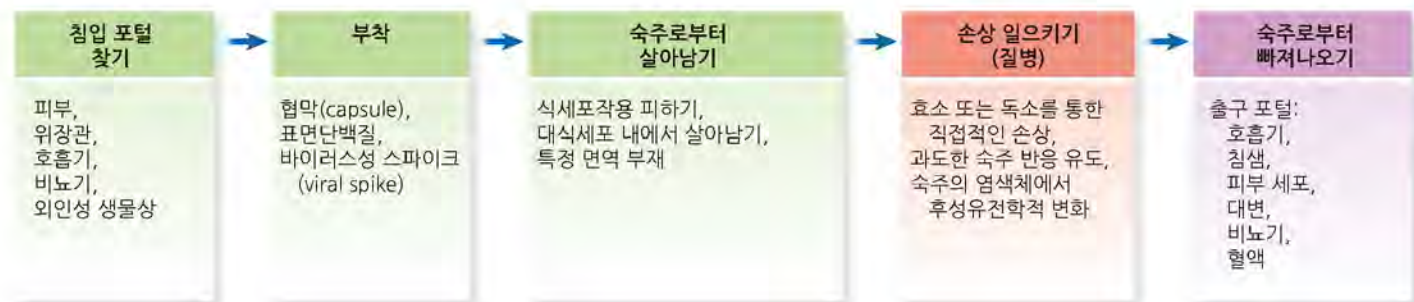 침입 포털
찾기
피부,
위장관,
호흡기,
비뇨기,
외인성 생물상
부착
협막(capsule),
표면단백질,
바이러스성 스파이크
(viral spike)
숙주로부터
살아남기
식세포작용 피하기,
대식세포 내에서 살아남기,
특정 면역 부재
손상 일으키기
(질병)
효소 또는 독소를 통한
직접적인 손상,
과도한 숙주 반응 유도,
숙주의 염색체에서
후성유전학적 변화
숙주로부터
빠져나오기
출구 포털:
호흡기,
침샘,
피부 세포,
대변,
비뇨기,
혈액